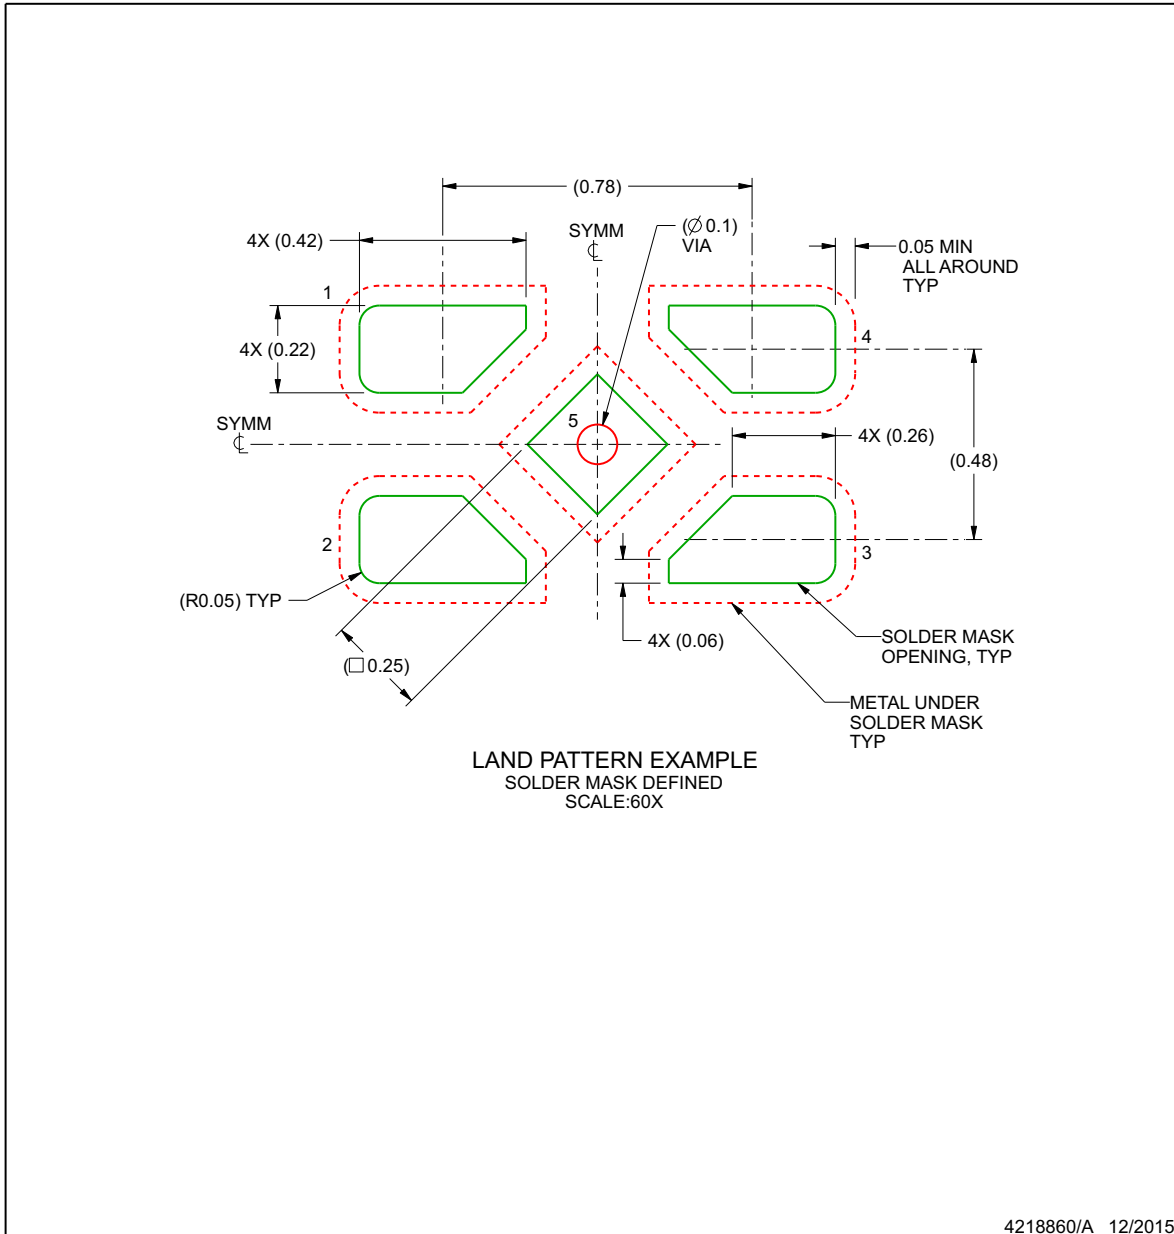 (0.78)
SYMM
(Ø 0.1)
VIA
4X (0.42)
0.05 MIN
ALL AROUND
TYP
1
4
4X (0.22)
5
SYMM
4X (0.26)
(0.48)
2
3
(R0.05) TYP
4X (0.06)
SOLDER MASK
OPENING, TYP
(□ 0.25)
METAL UNDER
SOLDER MASK
TYP
LAND PATTERN EXAMPLE
SOLDER MASK DEFINED
SCALE:60X
4218860/A 12/2015